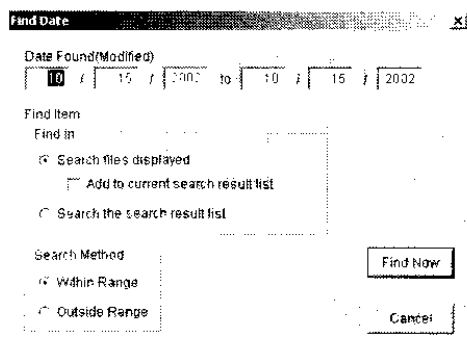 Find Date
Date Found(Modified)
10 / 15 / 2002 to 10 / 15 / 2002
Find Item
Find in
Search files displayed
Add to current search result list
Search the search result list
Search Method
Within Range
Outside Range
Find Now
Cancel